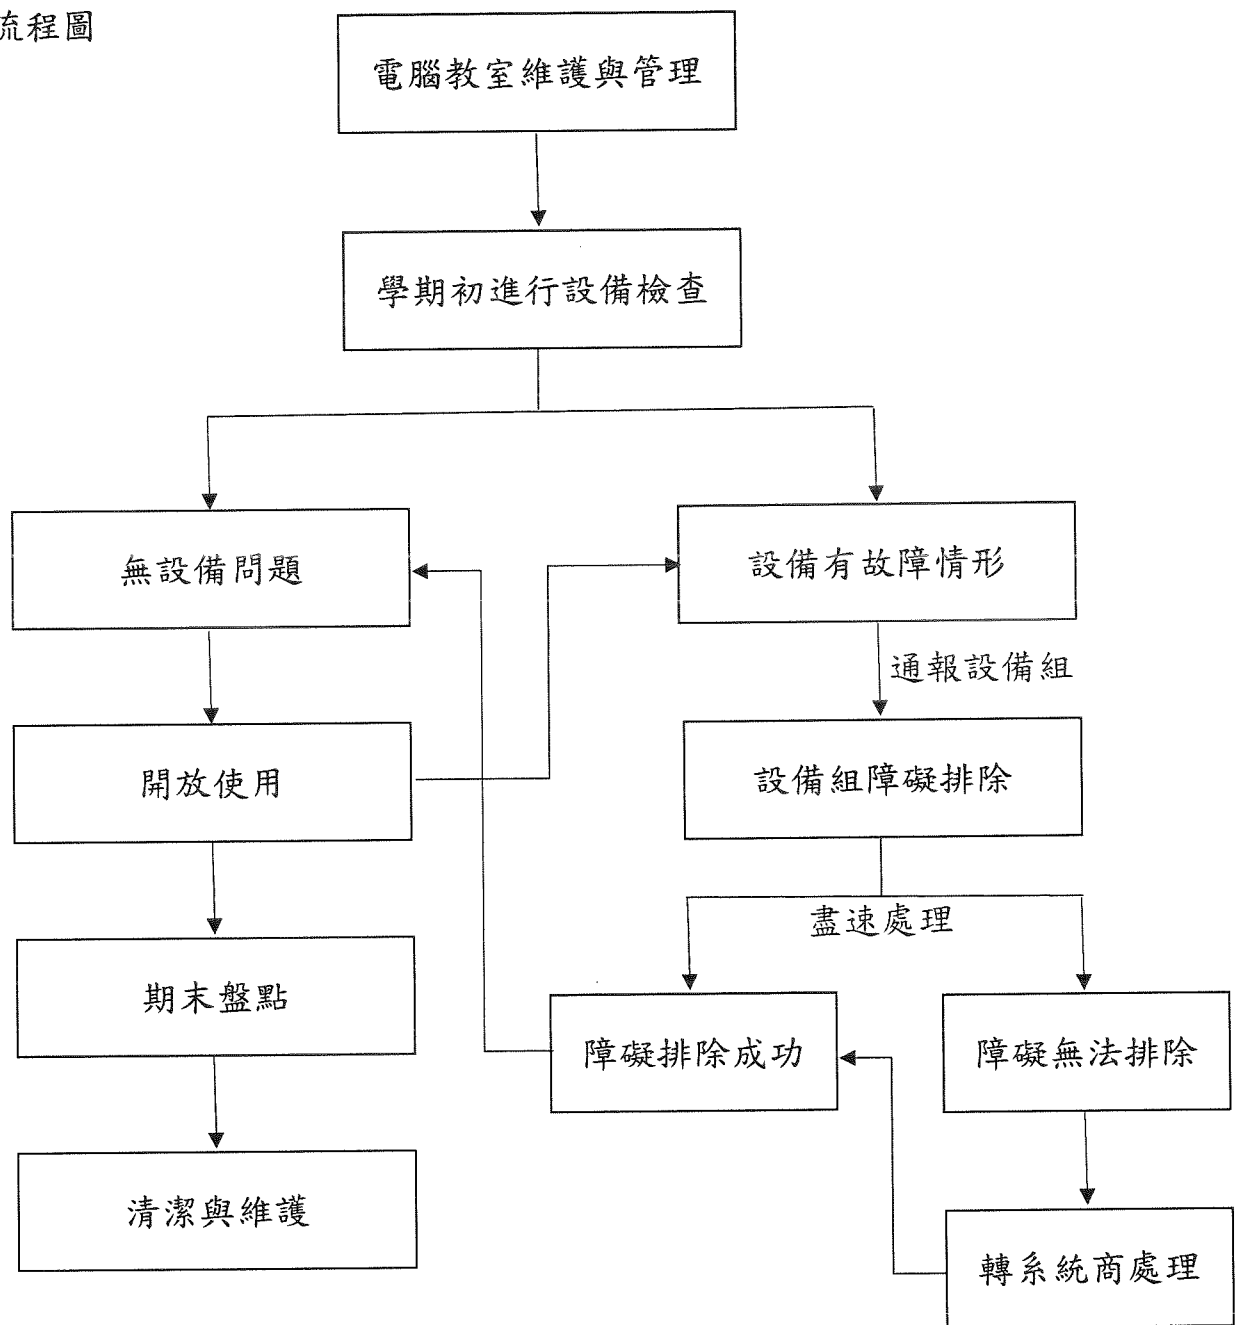 流程圖
電腦教室維護與管理
學期初進行設備檢查
無設備問題
設備有故障情形
通報設備組
開放使用
設備組障礙排除
盡速處理
期末盤點
障礙排除成功
障礙無法排除
清潔與維護
轉系統商處理